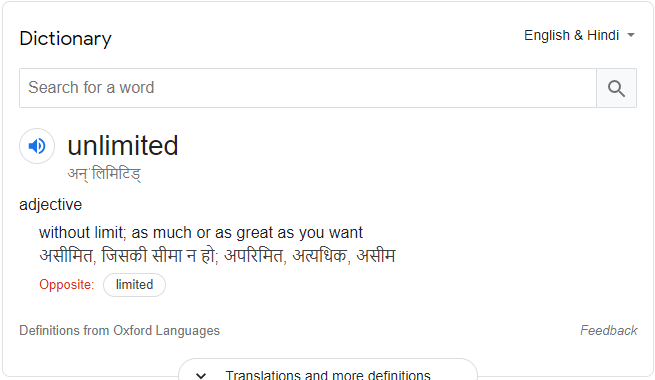 Dictionary
English & Hindi
Search for a word
unlimited
अन्ˈलिमिटिड्
adjective
without limit; as much or as great as you want
असीमित, जिसकी सीमा न हो; अपरिमित, अत्यधिक, असीम
Opposite: limited
Definitions from Oxford Languages
Feedback
Translations and more definitions